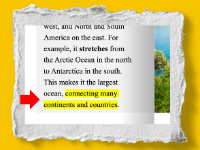 west, and North and South
America on the east. For
example, it stretches from
the Arctic Ocean in the north
to Antarctica in the south.
This makes it the largest
ocean, connecting many
continents and countries.